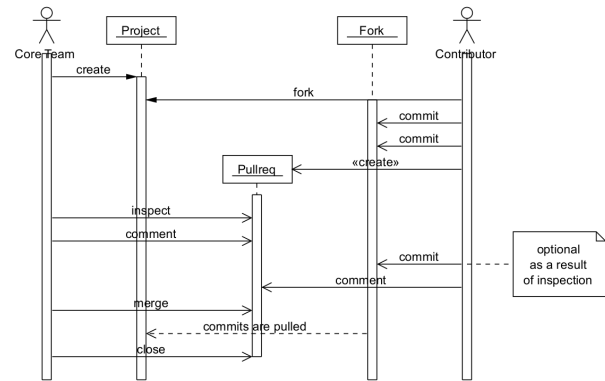 Project
Fork
Core Team
Contributor
create
fork
commit
commit
«create»
Pullreq
inspect
comment
commit
optional
as a result
of inspection
comment
merge
commits are pulled
close